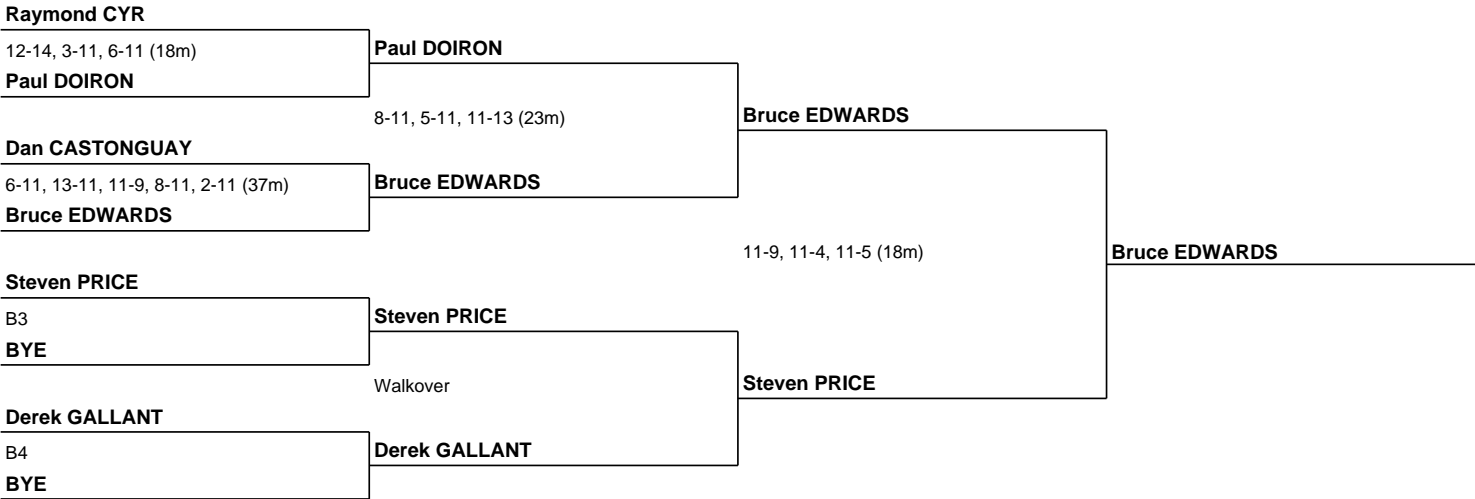 Raymond CYR
12-14, 3-11, 6-11 (18m)
Paul DOIRON
Paul DOIRON
8-11, 5-11, 11-13 (23m)
Bruce EDWARDS
Dan CASTONGUAY
6-11, 13-11, 11-9, 8-11, 2-11 (37m)
Bruce EDWARDS
Bruce EDWARDS
11-9, 11-4, 11-5 (18m)
Bruce EDWARDS
Steven PRICE
B3
BYE
Steven PRICE
Walkover
Steven PRICE
Derek GALLANT
B4
BYE
Derek GALLANT